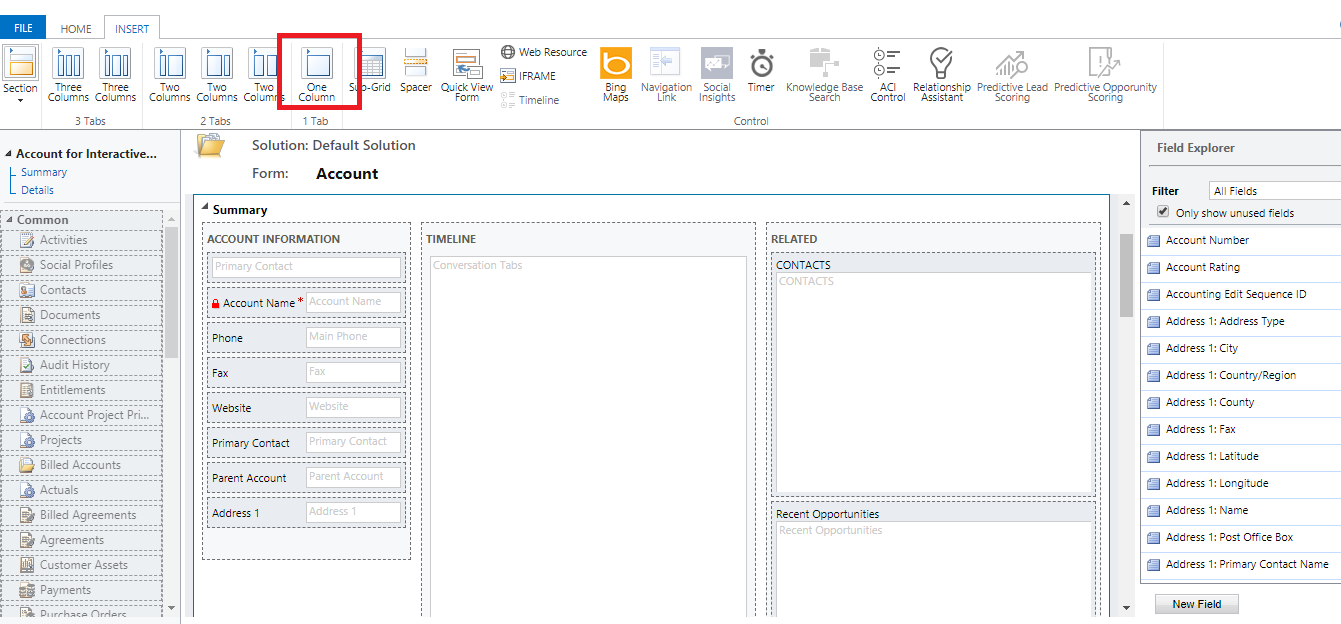 FILE
HOME
INSERT
Section
Three
Columns
Three
Columns
3 Tabs
Two
Columns
Two
Columns
Two
Columns
2 Tabs
One
Column
1 Tab
Sub-Grid
Spacer
Quick View
Form
Web Resource
IFRAME
Timeline
Bing
Maps
Navigation
Link
Social
Insights
Timer
Knowledge Base
Search
ACI
Control
Relationship
Assistant
Predictive Lead
Scoring
Predictive Opporunity
Scoring
Control
Account for Interactive...
Summary
Details
Common
Activities
Social Profiles
Contacts
Documents
Connections
Audit History
Entitlements
Account Project Pri...
Projects
Billed Accounts
Actuals
Billed Agreements
Agreements
Customer Assets
Payments
Purchase Orders
Solution: Default Solution
Form: Account
Summary
ACCOUNT INFORMATION
Primary Contact
Account Name * Account Name
Phone Main Phone
Fax Fax
Website Website
Primary Contact Primary Contact
Parent Account Parent Account
Address 1 Address 1
TIMELINE
Conversation Tabs
RELATED
CONTACTS
CONTACTS
Recent Opportunities
Recent Opportunities
Field Explorer
Filter All Fields
Only show unused fields
Account Number
Account Rating
Accounting Edit Sequence ID
Address 1: Address Type
Address 1: City
Address 1: Country/Region
Address 1: County
Address 1: Fax
Address 1: Latitude
Address 1: Longitude
Address 1: Name
Address 1: Post Office Box
Address 1: Primary Contact Name
New Field